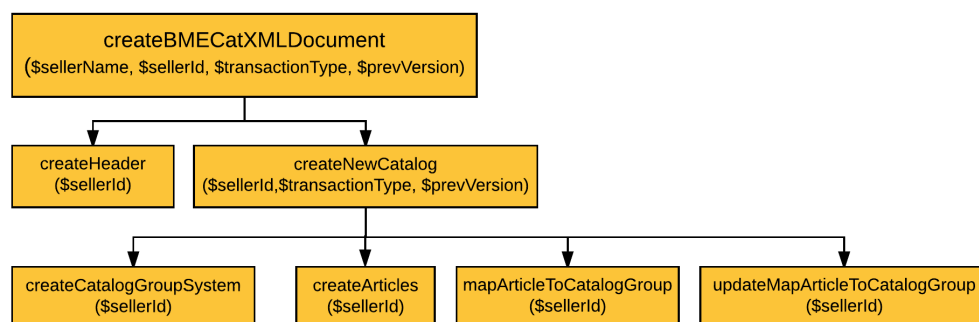 createBMECatXMLDocument
($sellerName, $sellerId, $transactionType, $prevVersion)
createHeader
($sellerId)
createNewCatalog
($sellerId,$transactionType, $prevVersion)
createCatalogGroupSystem
($sellerId)
createArticles
($sellerId)
mapArticleToCatalogGroup
($sellerId)
updateMapArticleToCatalogGroup
($sellerId)